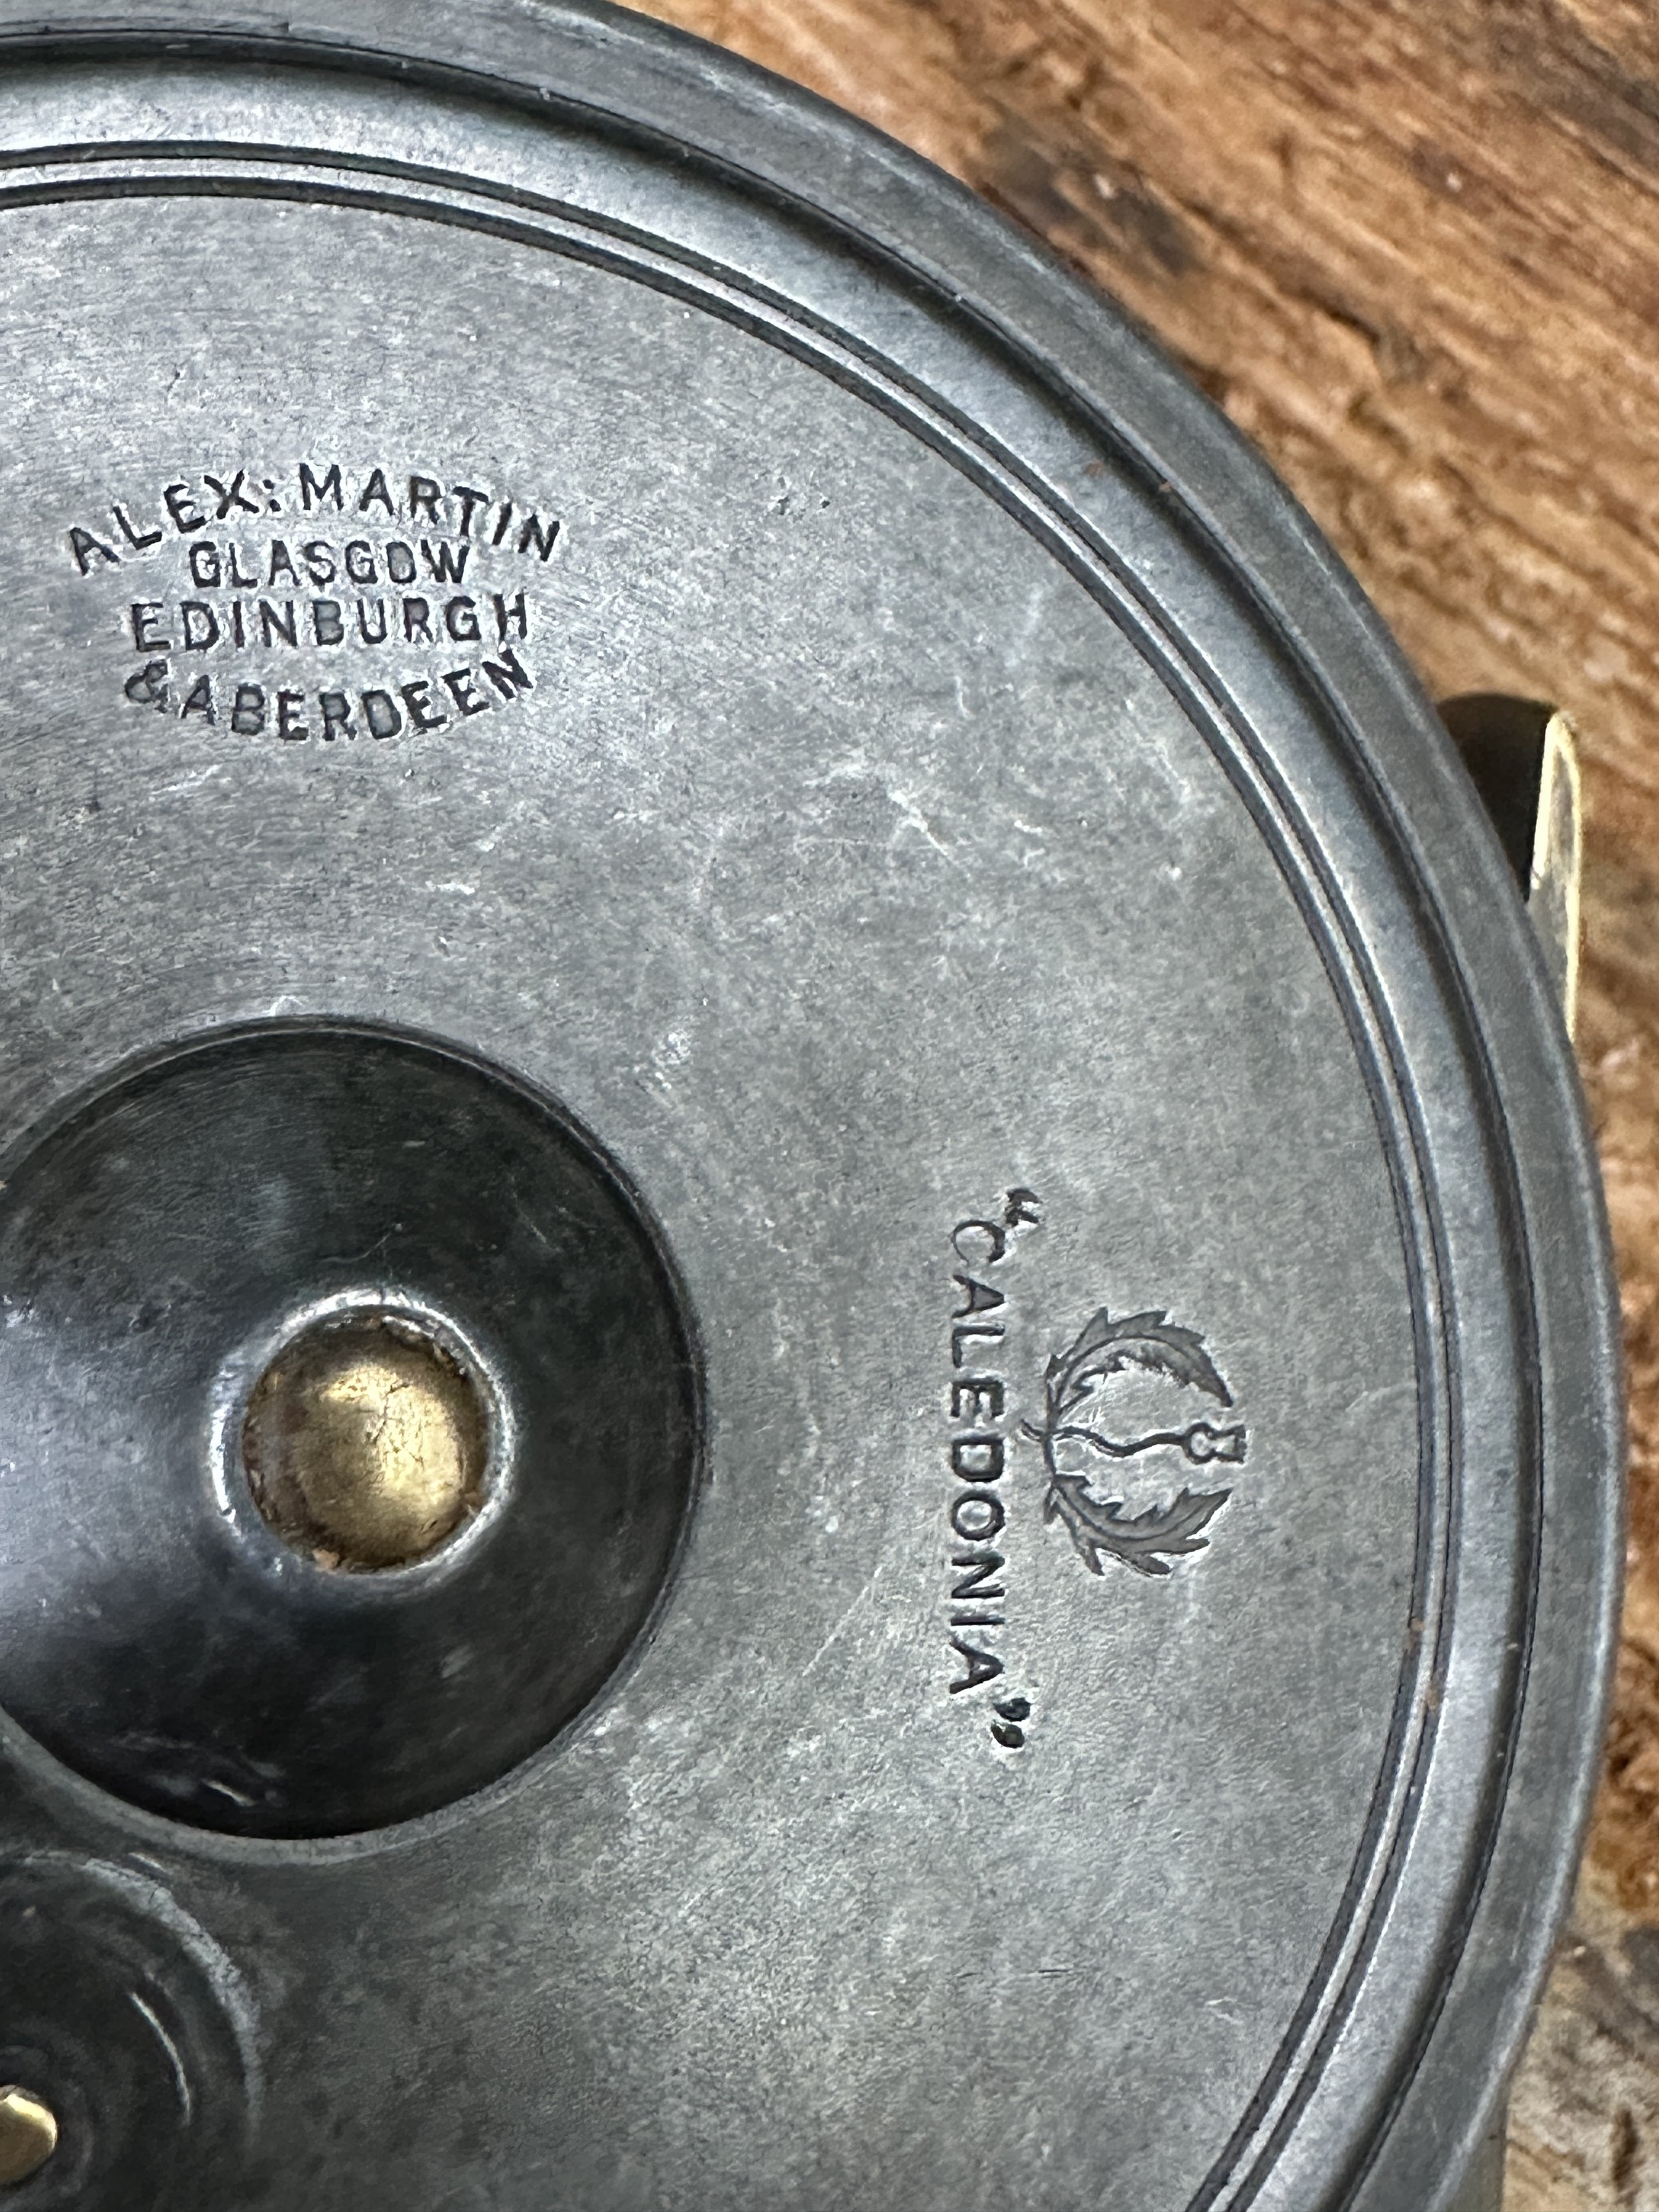 ALEX: MARTIN
GLASGOW
EDINBURGH
& ABERDEEN
"CALEDONIA"